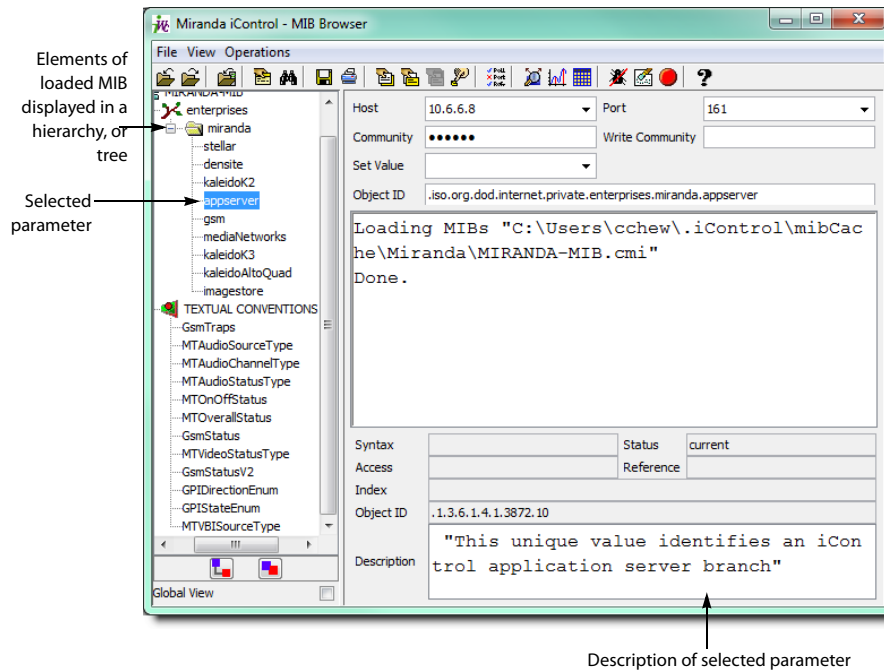 Miranda iControl - MIB Browser
File View Operations
Elements of
loaded MIB
displayed in a
hierarchy, or
tree
Selected
parameter
MIRANDA-MIB
enterprises
miranda
stellar
densite
kaleidoK2
appserver
gsm
mediaNetworks
kaleidoK3
kaleidoAltoQuad
imagestore
TEXTUAL CONVENTIONS
GsmTraps
MTAudioSourceType
MTAudioChannelType
MTAudioStatusType
MTOnOffStatus
MTOverallStatus
GsmStatus
MTVideoStatusType
GsmStatusV2
GPIDirectionEnum
GPIStateEnum
MTVBISourceType
Global View
Host 10.6.6.8 Port 161
Community •••••• Write Community
Set Value
Object ID .iso.org.dod.internet.private.enterprises.miranda.appserver
Loading MIBs "C:\Users\cchew\.iControl\mibCac
he\Miranda\MIRANDA-MIB.cmi"
Done.
Syntax Status current
Access Reference
Index
Object ID .1.3.6.1.4.1.3872.10
Description "This unique value identifies an iCon
trol application server branch"
Description of selected parameter